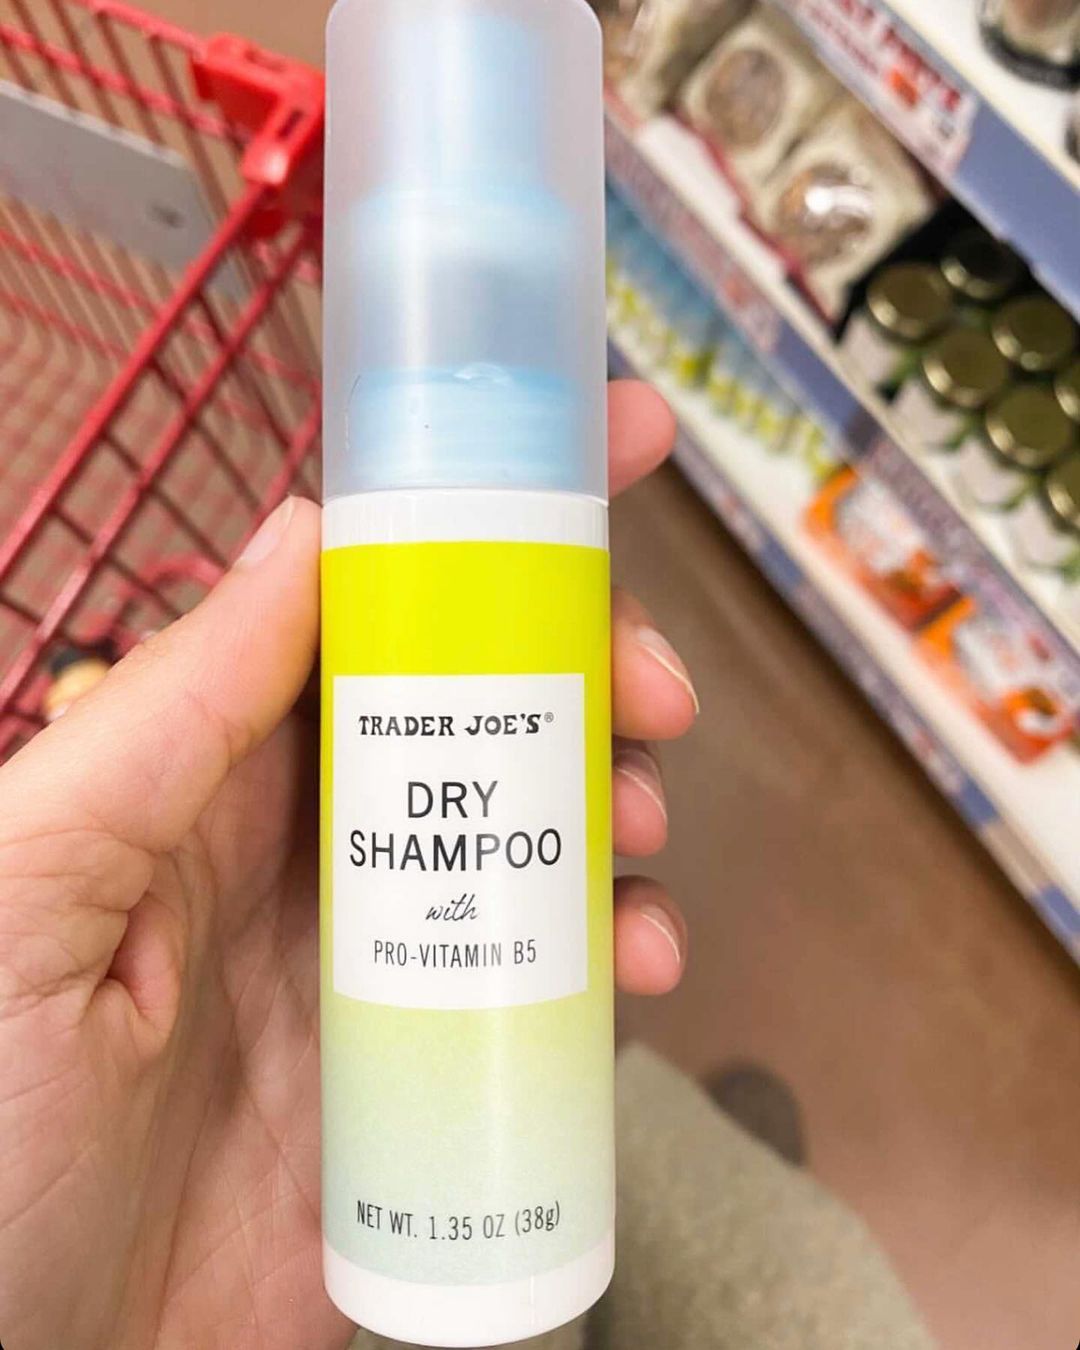 TRADER JOE'S®
DRY
SHAMPOO
with
PRO-VITAMIN B5
NET WT. 1.35 OZ (38g)